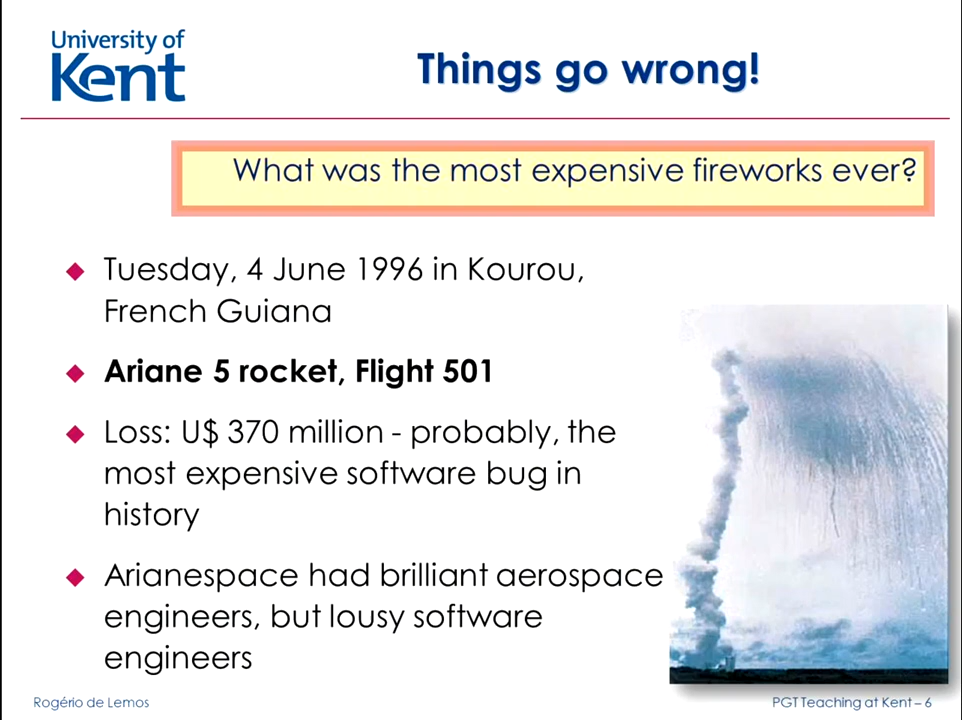 University of
Kent
Things go wrong!
What was the most expensive fireworks ever?
Tuesday, 4 June 1996 in Kourou,
French Guiana
Ariane 5 rocket, Flight 501
Loss: U$ 370 million - probably, the
most expensive software bug in
history
Arianespace had brilliant aerospace
engineers, but lousy software
engineers
Rogério de Lemos
PGT Teaching at Kent – 6